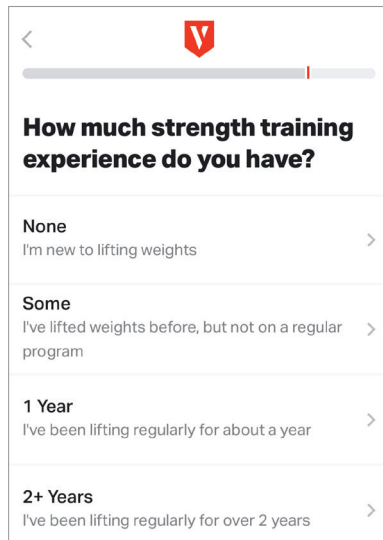 V
How much strength training
experience do you have?
None
I'm new to lifting weights
Some
I've lifted weights before, but not on a regular
program
1 Year
I've been lifting regularly for about a year
2+ Years
I've been lifting regularly for over 2 years